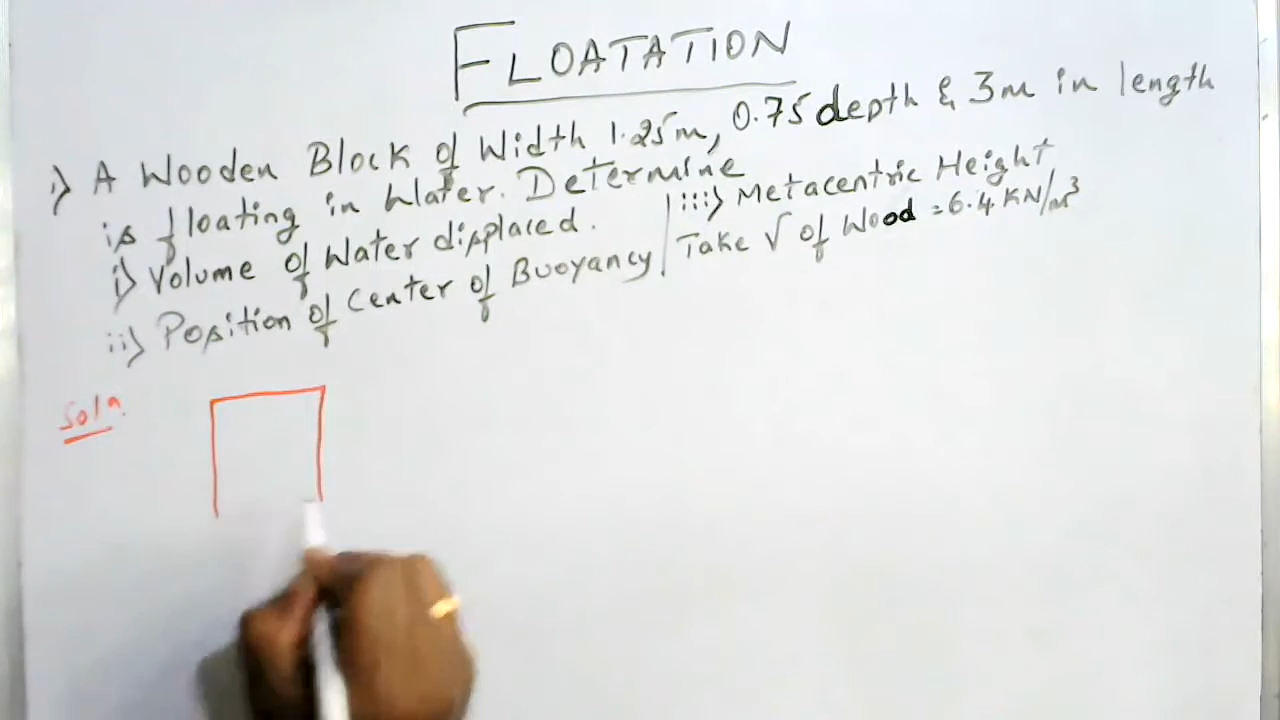 FLOATATION
1) A Wooden Block of Width 1.25m, 0.75 depth & 3m in length
is floating in Water. Determine
i) Volume of Water displaced.
ii) Position of Center of Buoyancy
iii) Metacentric Height
Take √ of Wood = 6.4 KN/m³
Soln.